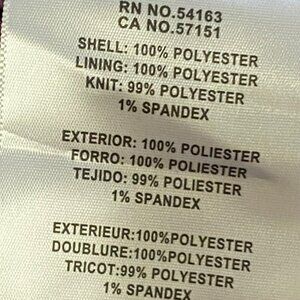 RN NO.54163
CA NO.57151
SHELL: 100% POLYESTER
LINING: 100% POLYESTER
KNIT: 99% POLYESTER
1% SPANDEX
EXTERIOR: 100% POLIESTER
FORRO: 100% POLIESTER
TEJIDO: 99% POLIESTER
1% SPANDEX
EXTERIEUR:100%POLYESTER
DOUBLURE:100%POLYESTER
TRICOT:99% POLYESTER
1% SPANDEX